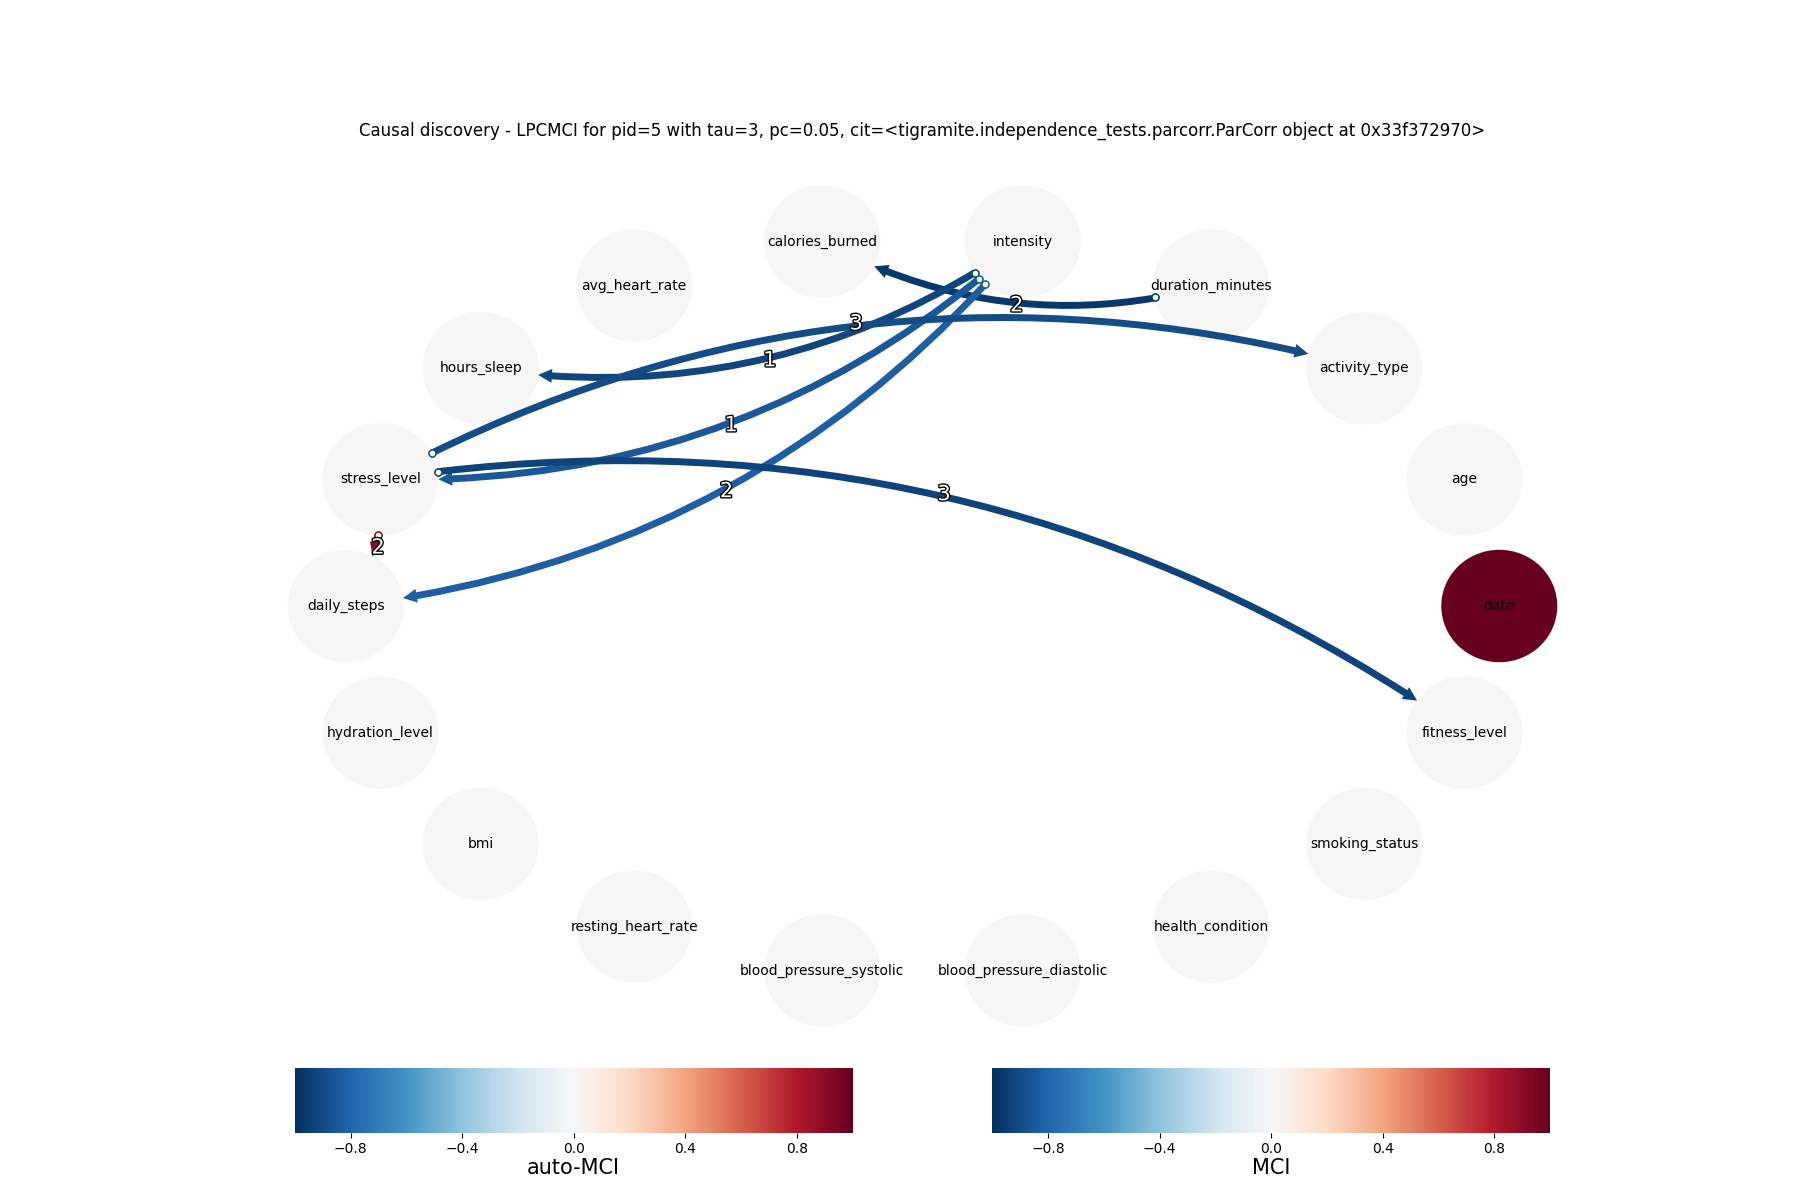 Causal discovery - LPCMCI for pid=5 with tau=3, pc=0.05, cit=<tigramite.independence_tests.parcorr.ParCorr object at 0x33f372970>
calories_burned
intensity
avg_heart_rate
duration_minutes
2
3
1
hours_sleep
activity_type
1
stress_level
age
2
3
2
daily_steps
date
hydration_level
fitness_level
bmi
smoking_status
resting_heart_rate
health_condition
blood_pressure_systolic
blood_pressure_diastolic
−0.8 −0.4 0.0 0.4 0.8
auto-MCI
−0.8 −0.4 0.0 0.4 0.8
MCI